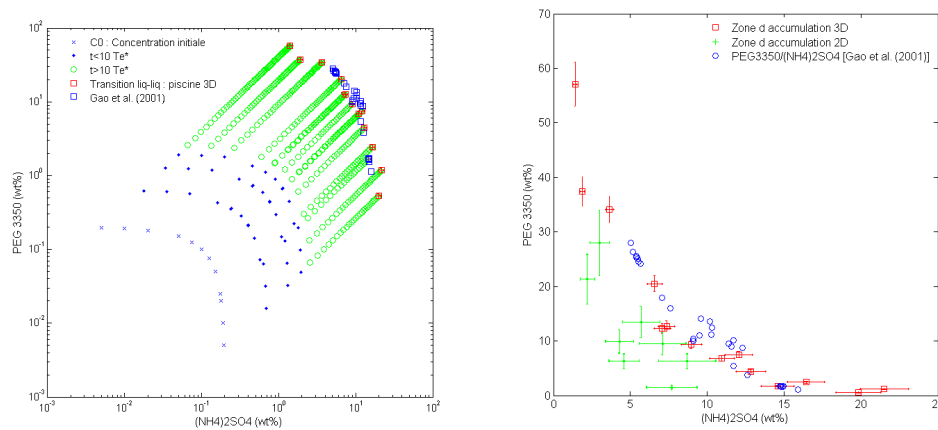 C0 : Concentration initiale
t<10 Te*
t>10 Te*
Transition liq-liq : piscine 3D
Gao et al. (2001)
PEG 3350 (wt%)
10^2
10^1
10^0
10^-1
10^-2
10^-3
10^-3
10^-2
10^-1
10^0
10^1
10^2
(NH4)2SO4 (wt%)
Zone d accumulation 3D
Zone d accumulation 2D
PEG3350/(NH4)2SO4 [Gao et al. (2001)]
PEG 3350 (wt%)
70
60
50
40
30
20
10
0
0
5
10
15
20
25
(NH4)2SO4 (wt%)